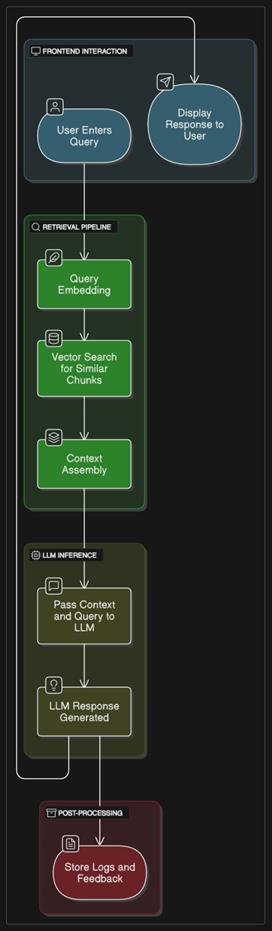 FRONTEND INTERACTION
User Enters
Query
Display
Response to
User
RETRIEVAL PIPELINE
Query
Embedding
Vector Search
for Similar
Chunks
Context
Assembly
LLM INFERENCE
Pass Context
and Query to
LLM
LLM Response
Generated
POST-PROCESSING
Store Logs and
Feedback